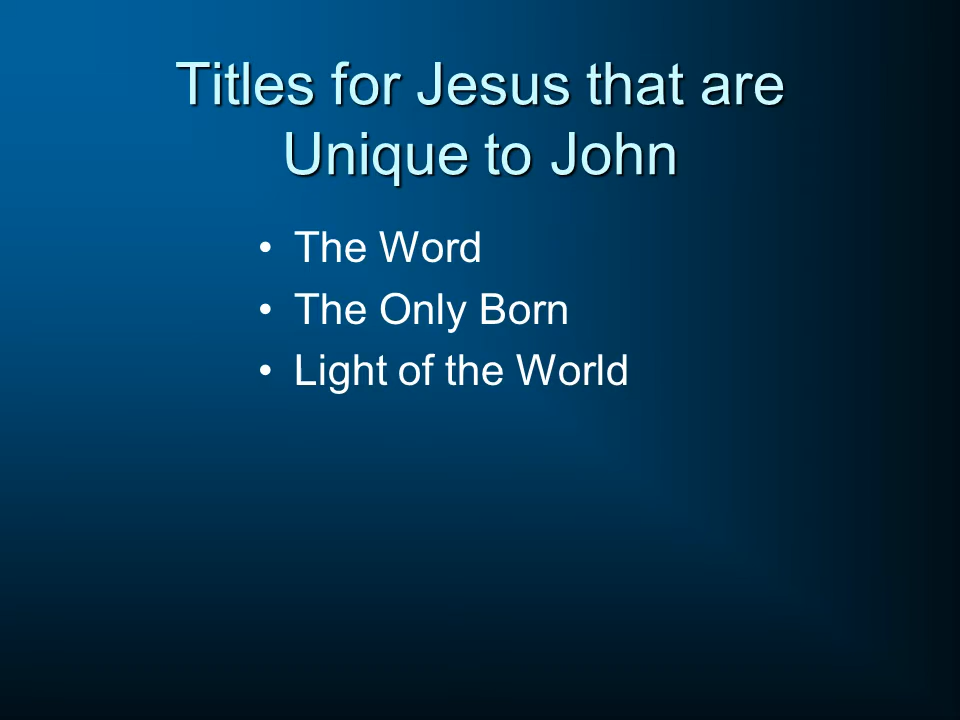 Titles for Jesus that are
Unique to John
• The Word
• The Only Born
• Light of the World